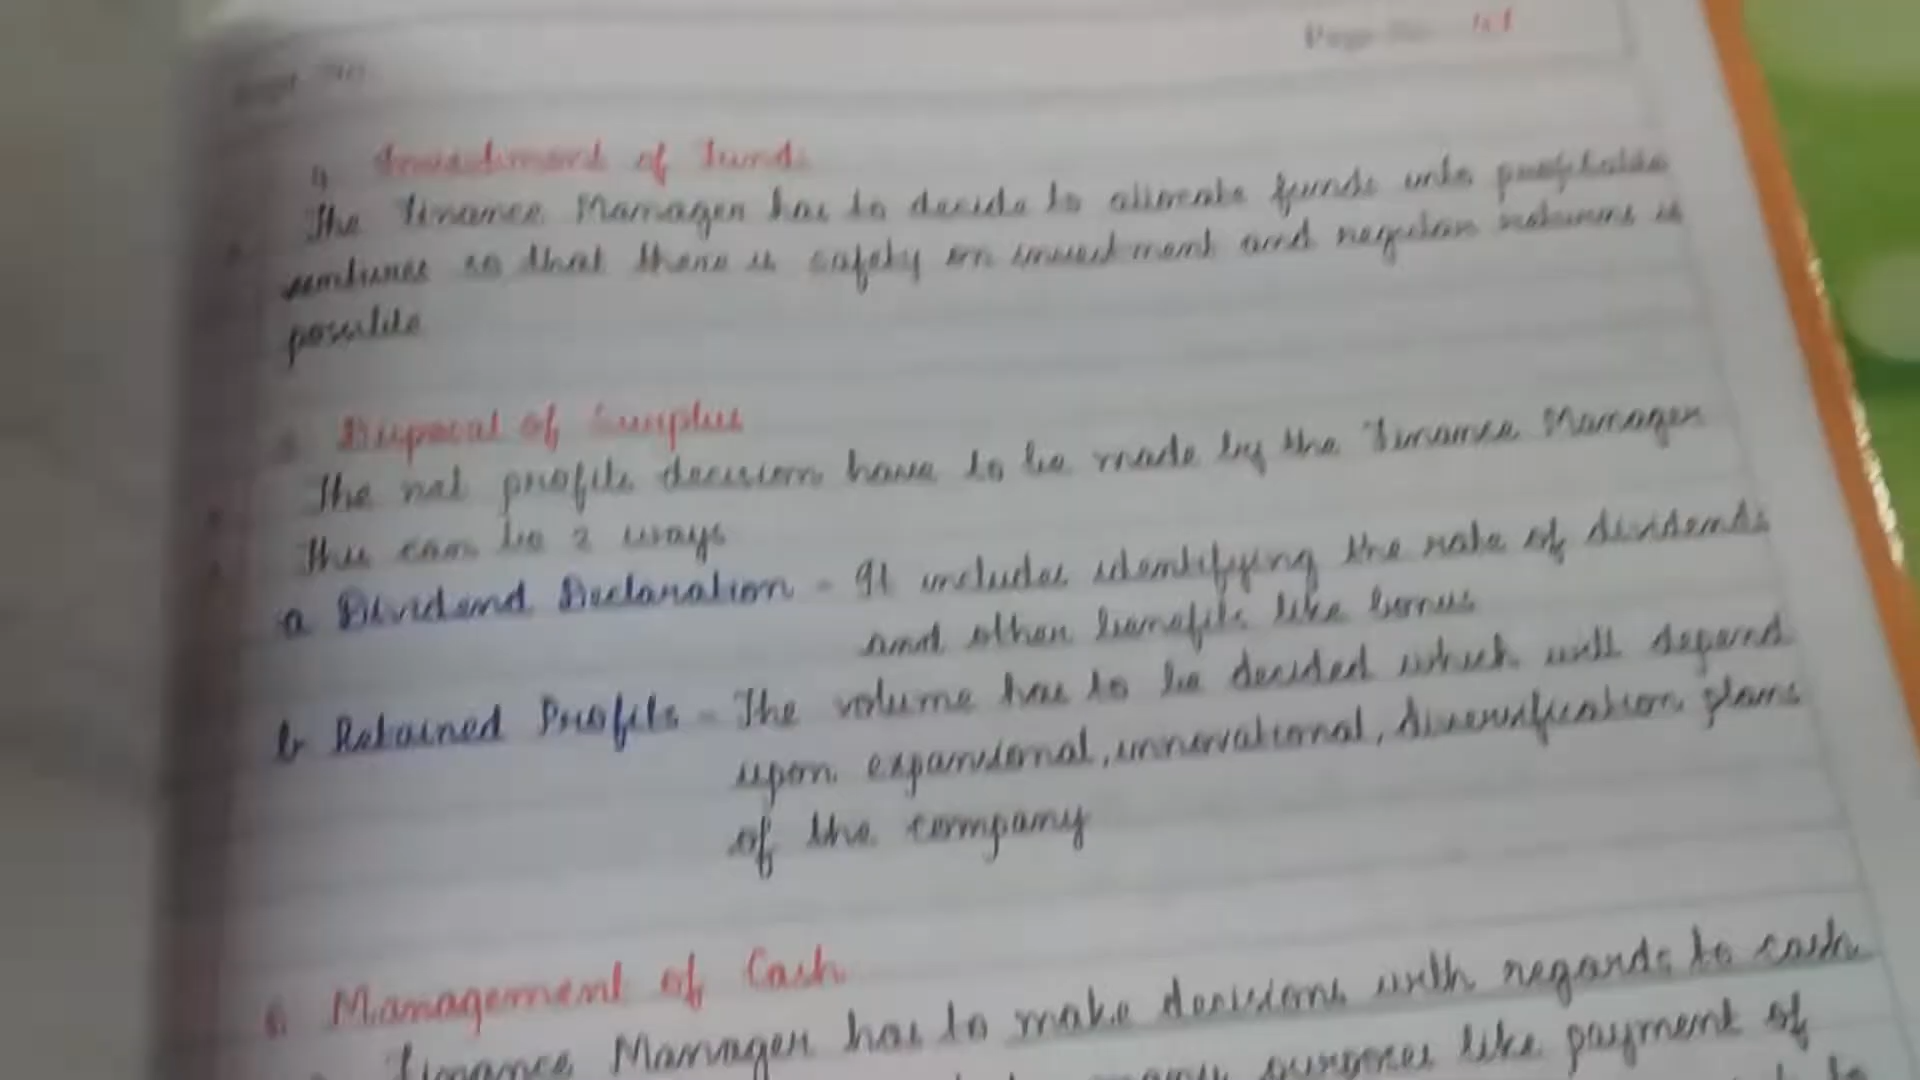 4 Investment of Funds
The Finance Manager has to decide to allocate funds into profitable
ventures so that there is safety on investment and regular returns is
possible
Disposal of Surplus
The net profits decision have to be made by the Finance Manager
This can be 2 ways
a Dividend Declaration - It includes identifying the rate of dividends
and other benefits like bonus
b Retained Profits - The volume has to be decided which will depend
upon expansional, innovational, diversification plans
of the company
6 Management of Cash
Finance Manager has to make decisions with regards to cash
many purposes like payment of
to